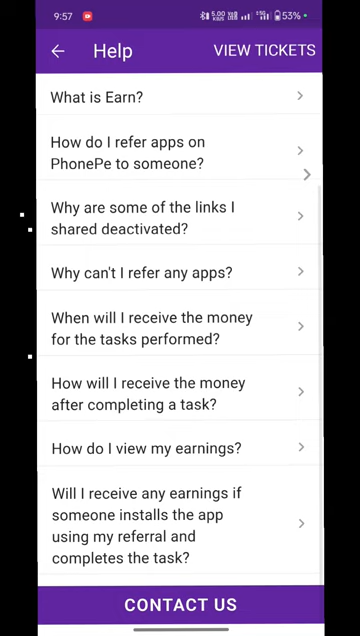 9:57
5.00
KB/S
53%
Help
VIEW TICKETS
What is Earn?
How do I refer apps on
PhonePe to someone?
Why are some of the links I
shared deactivated?
Why can't I refer any apps?
When will I receive the money
for the tasks performed?
How will I receive the money
after completing a task?
How do I view my earnings?
Will I receive any earnings if
someone installs the app
using my referral and
completes the task?
CONTACT US